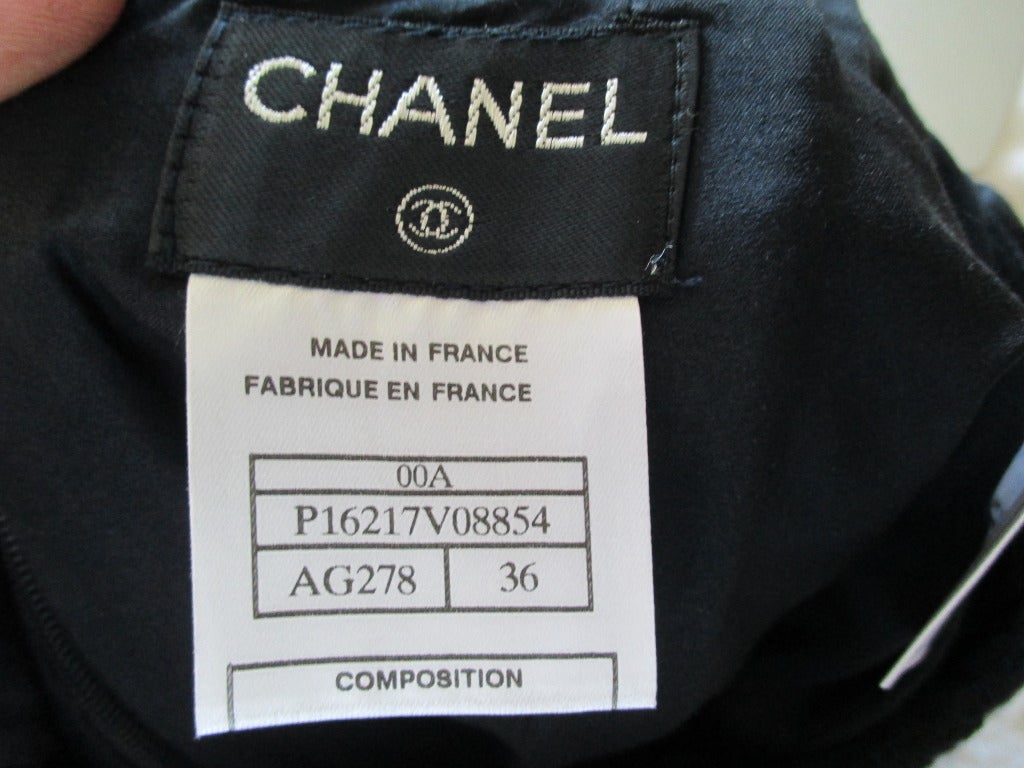 CHANEL
MADE IN FRANCE
FABRIQUE EN FRANCE
00A
P16217V08854
AG278 36
COMPOSITION